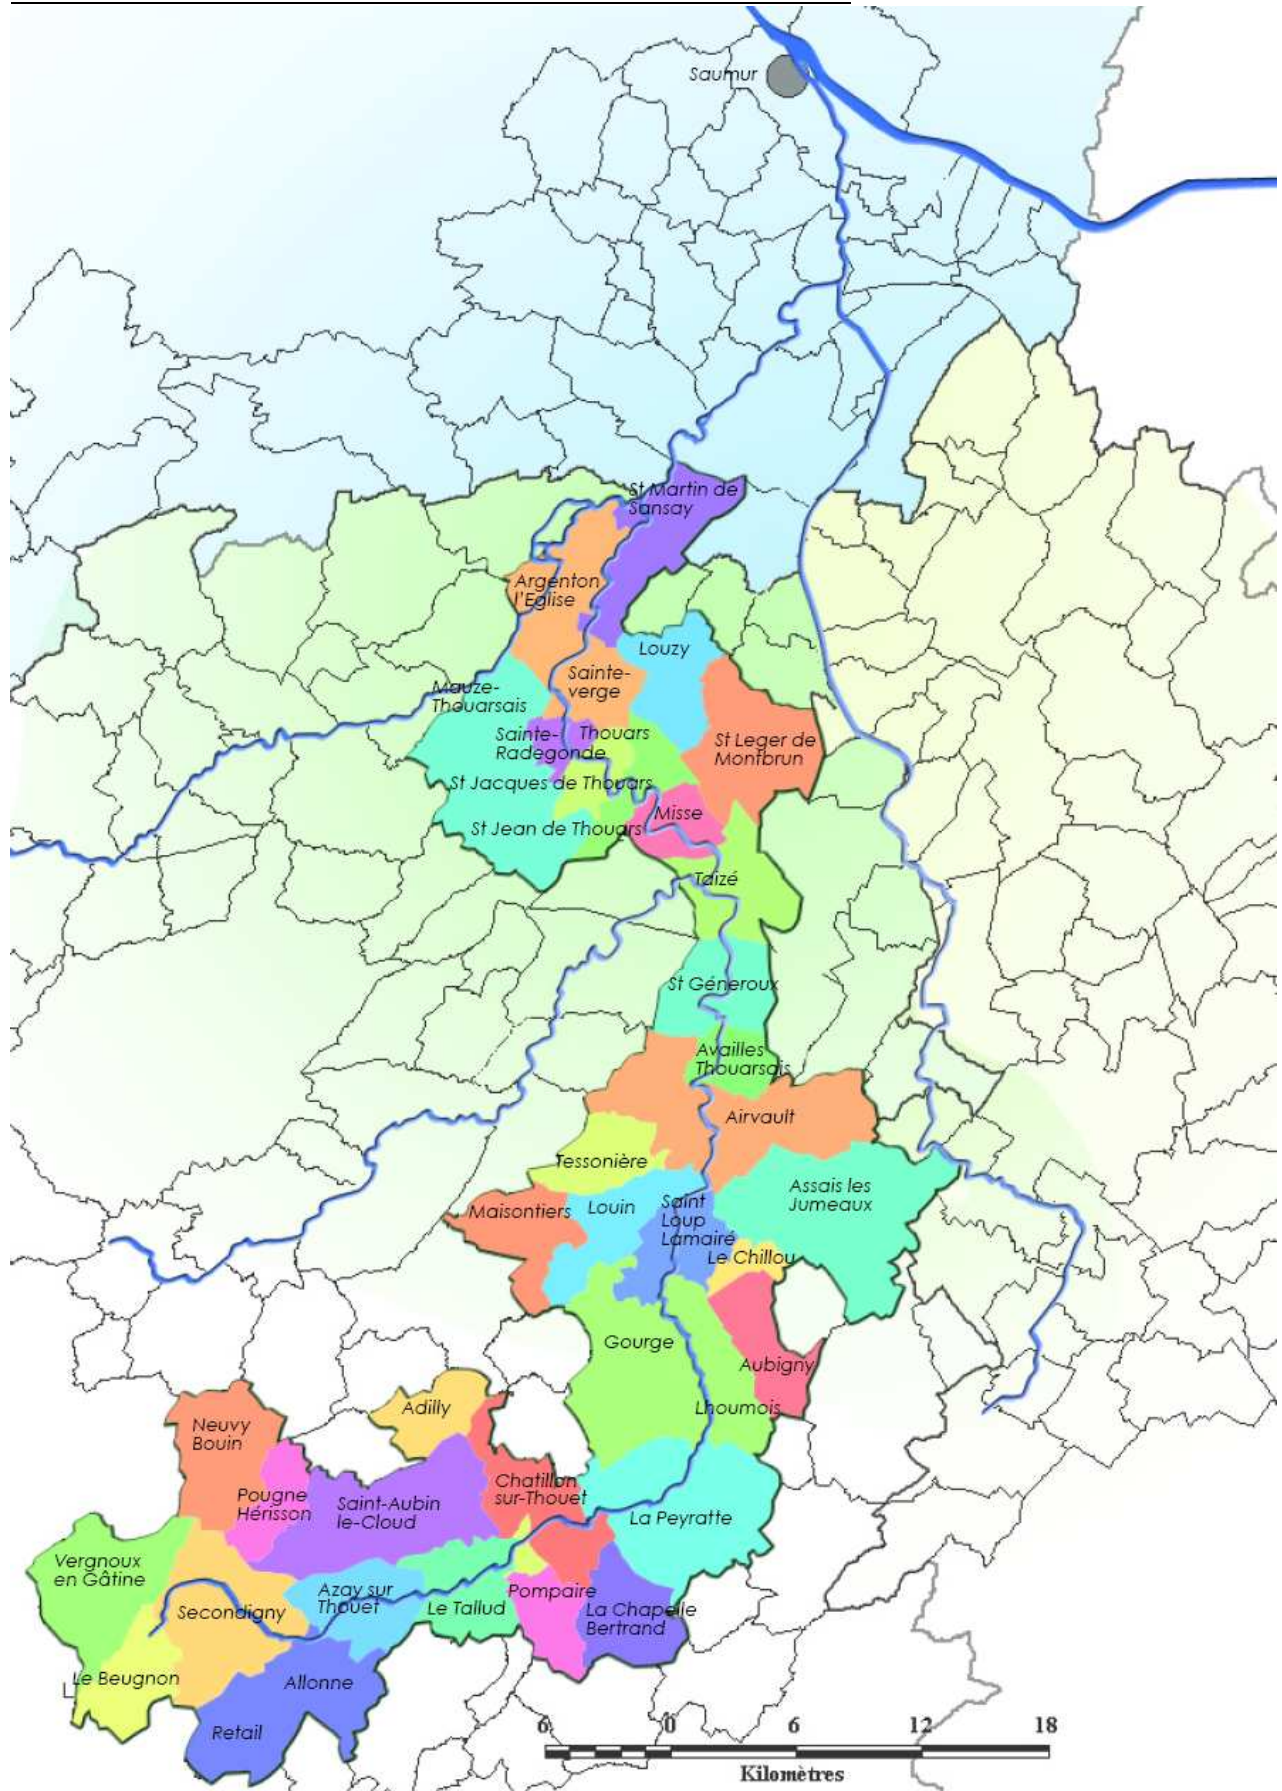 Saumur
St Martin de
Sansay
Argenton
l'Eglise
Louzy
Sainte-
verge
Mauze-
Thouarsais
Sainte-
Radegonde
Thouars
St Leger de
Montbrun
St Jacques de Thouars
Misse
St Jean de Thouars
Taizé
St Géneroux
Availles
Thouarsais
Airvault
Tessonière
Assais les
Jumeaux
Maisontiers
Louin
Saint
Loup
Lamairé
Le Chillou
Gourge
Aubigny
Lhoumois
Adilly
Neuvy
Bouin
Pougne
Hérisson
Saint-Aubin
le-Cloud
Chatillon
sur-Thouet
La Peyratte
Vergnoux
en Gâtine
Secondigny
Azay sur
Thouet
Le Tallud
Pompaire
La Chapelle
Bertrand
Le Beugnon
Allonne
Retail
6 0 6 12 18
Kilomètres